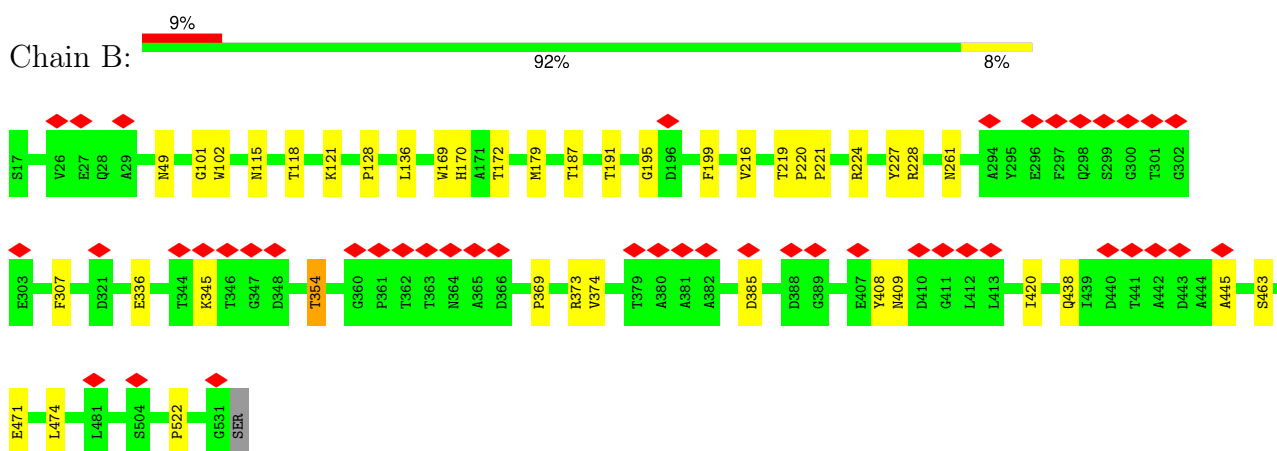 9%
Chain B:
92% 8%
S17 V26 E27 Q28 A29 N49 G101 W102 N115 T118 K121 P128 L136 W169 H170 A171 T172 M179 T187 T191 G195 D196 F199 V216 T219 P220 P221 R224 Y227 R228 N261 A294 Y295 E296 F297 Q298 S299 G300 T301 G302
E303 F307 D321 E336 T344 K345 T346 G347 D348 T354 G360 P361 T362 T363 N364 A365 D366 P369 R373 V374 T379 A380 A381 A382 D385 D388 G389 E407 Y408 N409 D410 G411 L412 L413 I420 Q438 I439 D440 T441 A442 D443 A444 A445 S463
E471 L474 L481 S504 P522 G531 SER